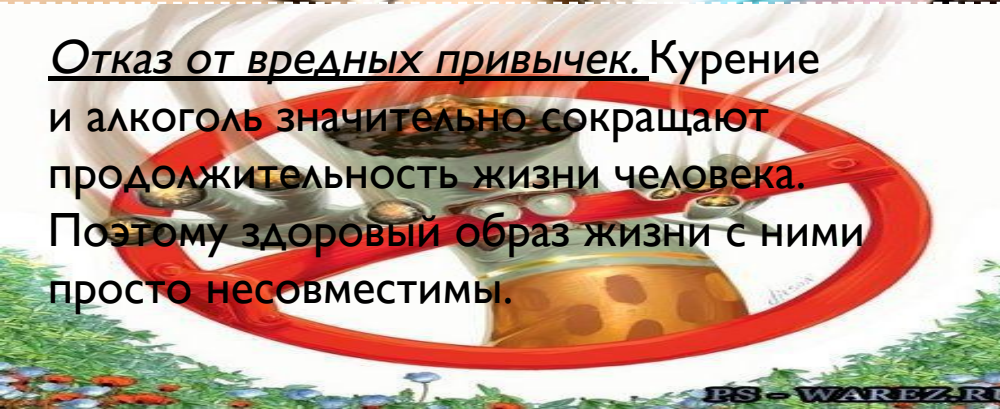 Отказ от вредных привычек. Курение
и алкоголь значительно сокращают
продолжительность жизни человека.
Поэтому здоровый образ жизни с ними
просто несовместимы.
PS - WAREZ.RU